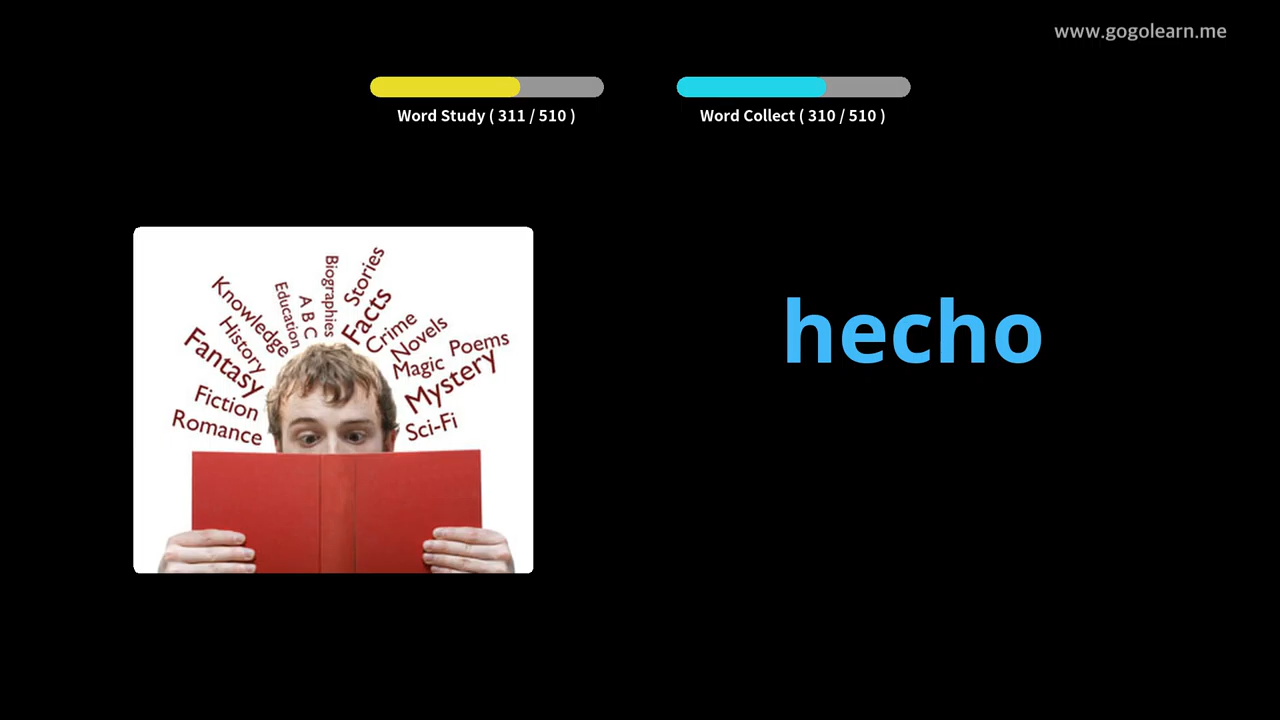 www.gogolearn.me
Word Study ( 311 / 510 )
Word Collect ( 310 / 510 )
hecho
Romance
Fiction
Fantasy
History
Knowledge
Education
A B C
Biographies
Stories
Facts
Crime
Novels
Magic
Poems
Mystery
Sci-Fi